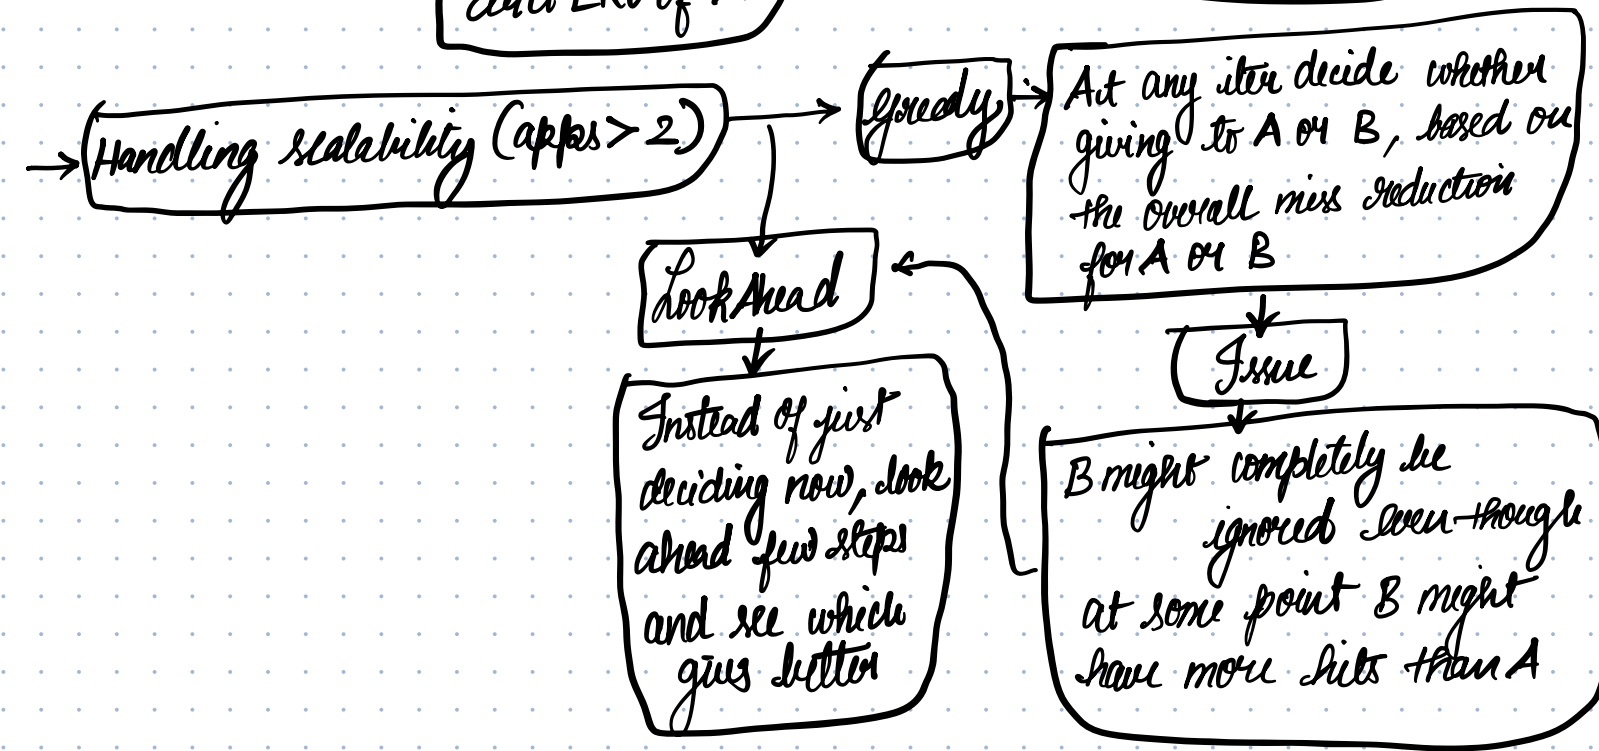 Handling scalability (apps > 2)
Greedy
At any iter decide whether
giving to A or B, based on
the overall miss reduction
for A or B
Look Ahead
Issue
Instead of just
deciding now, look
ahead few steps
and see which
gives better
B might completely be
ignored even though
at some point B might
have more hits than A